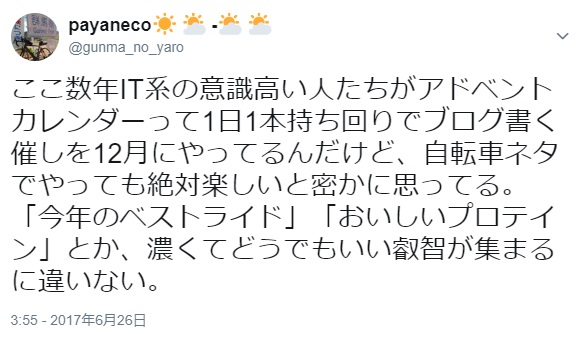 payaneco☀️ ⛅-⛅ ⛅
@gunma_no_yaro
ここ数年IT系の意識高い人たちがアドベント
カレンダーって1日1本持ち回りでブログ書く
催しを12月にやってるんだけど、自転車ネタ
でやっても絶対楽しいと密かに思ってる。
「今年のベストライド」「おいしいプロテイ
ン」とか、濃くてどうでもいい叡智が集まる
に違いない。
3:55 - 2017年6月26日